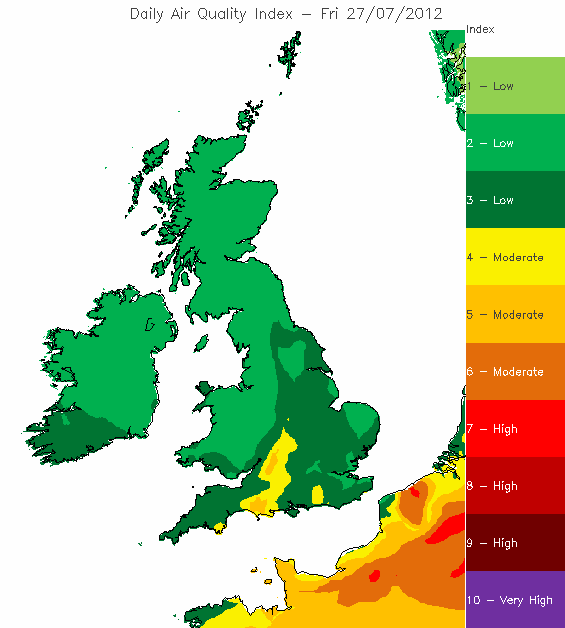 Daily Air Quality Index – Fri 27/07/2012
Index
1 – Low
2 – Low
3 – Low
4 – Moderate
5 – Moderate
6 – Moderate
7 – High
8 – High
9 – High
10 – Very High